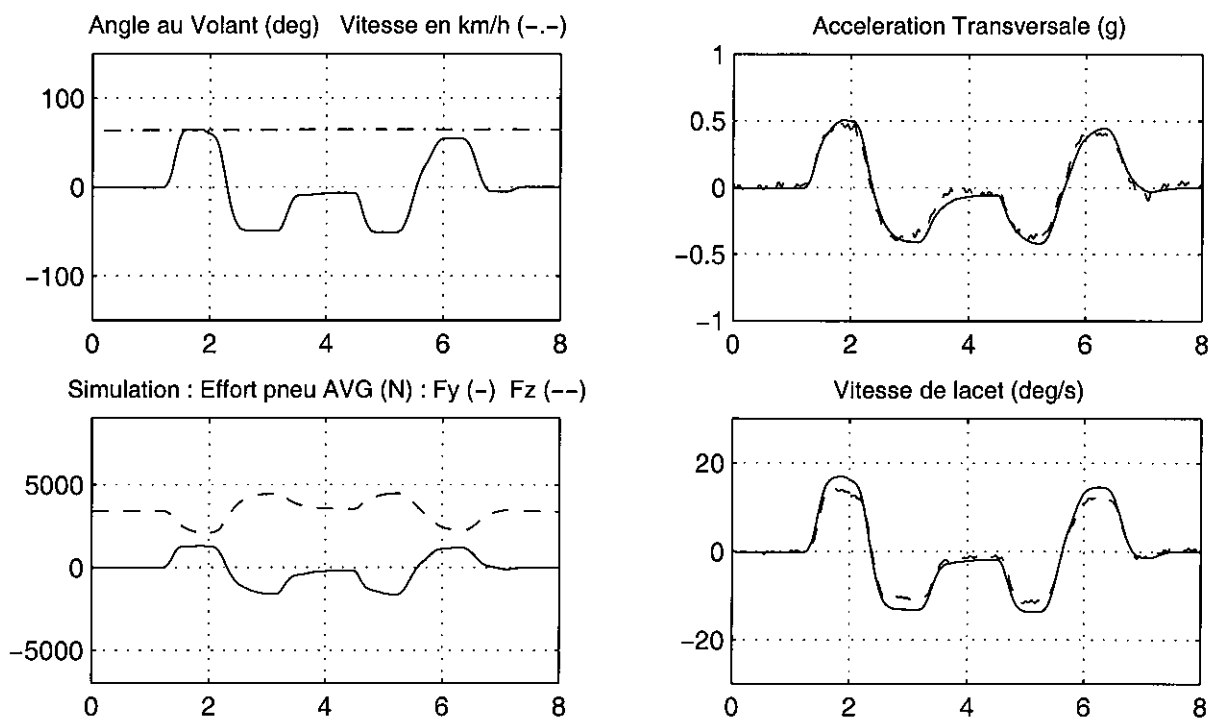 Angle au Volant (deg) Vitesse en km/h (-.-)
100
0
-100
0 2 4 6 8
Acceleration Transversale (g)
1
0.5
0
-0.5
-1
0 2 4 6 8
Simulation : Effort pneu AVG (N) : Fy (-) Fz (--)
5000
0
-5000
0 2 4 6 8
Vitesse de lacet (deg/s)
20
0
-20
0 2 4 6 8